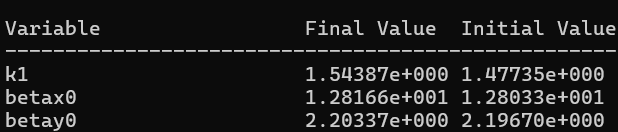 Variable Final Value Initial Value
---------------------------------------------------
k1 1.54387e+000 1.47735e+000
betax0 1.28166e+001 1.28033e+001
betay0 2.20337e+000 2.19670e+000